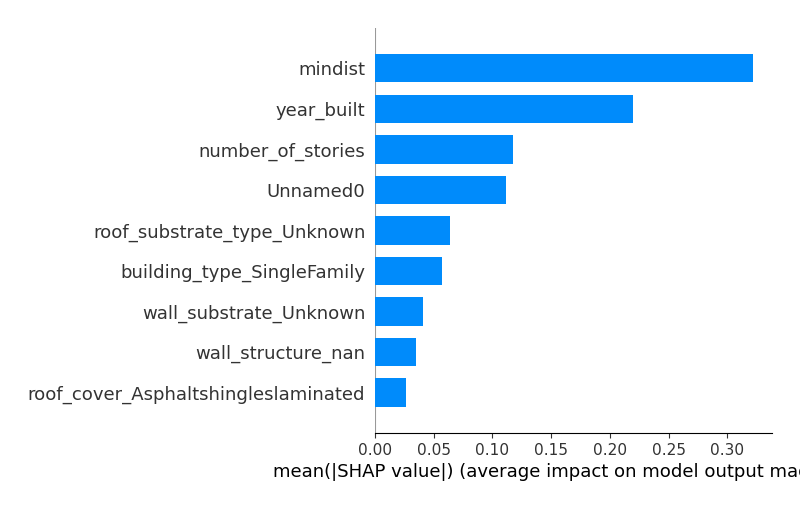 mindist
year_built
number_of_stories
Unnamed0
roof_substrate_type_Unknown
building_type_SingleFamily
wall_substrate_Unknown
wall_structure_nan
roof_cover_Asphaltshingleslaminated
0.00 0.05 0.10 0.15 0.20 0.25 0.30
mean(|SHAP value|) (average impact on model output mag